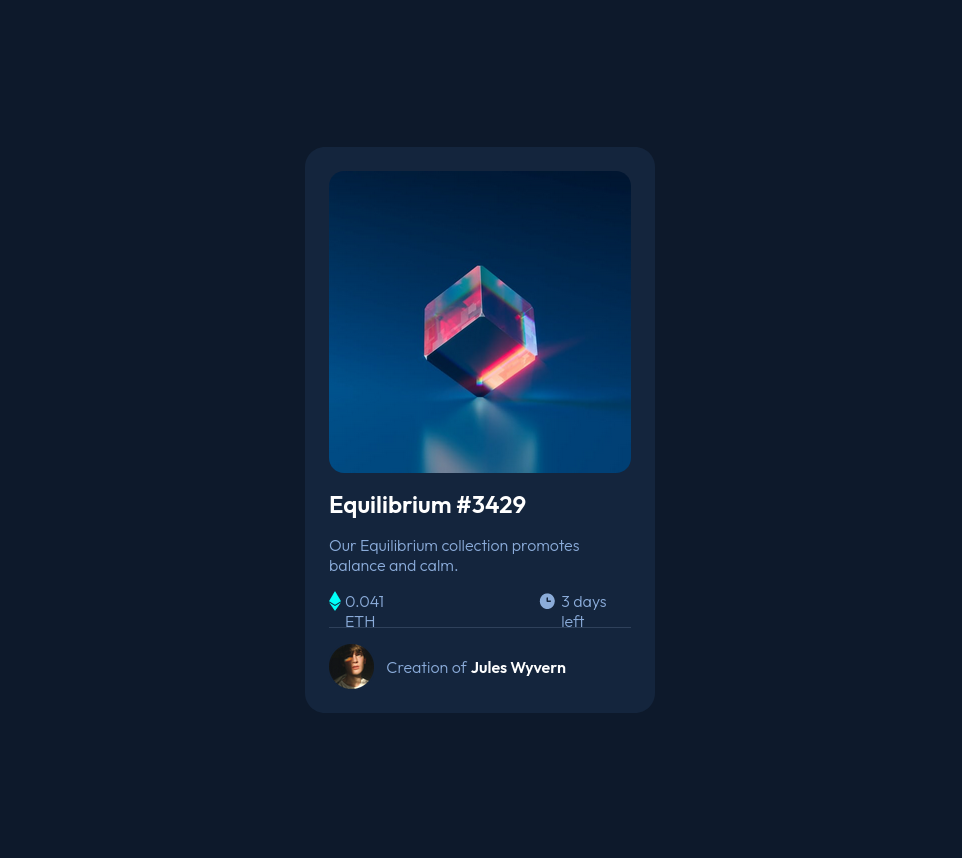 Equilibrium #3429
Our Equilibrium collection promotes
balance and calm.
0.041 3 days
ETH left
Creation of Jules Wyvern